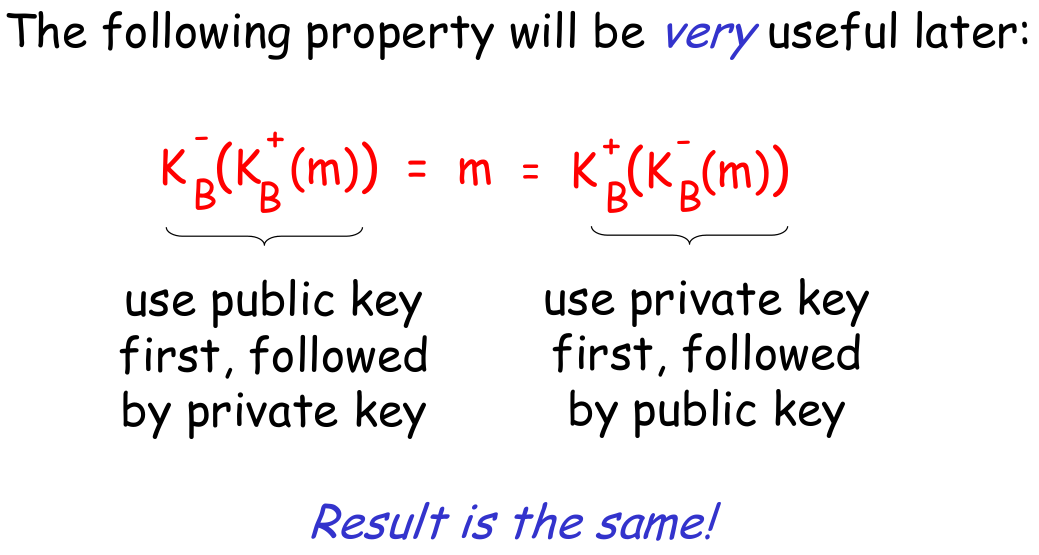 The following property will be very useful later:
K_B^-(K_B^+(m)) = m = K_B^+(K_B^-(m))
use public key use private key
first, followed first, followed
by private key by public key
Result is the same!